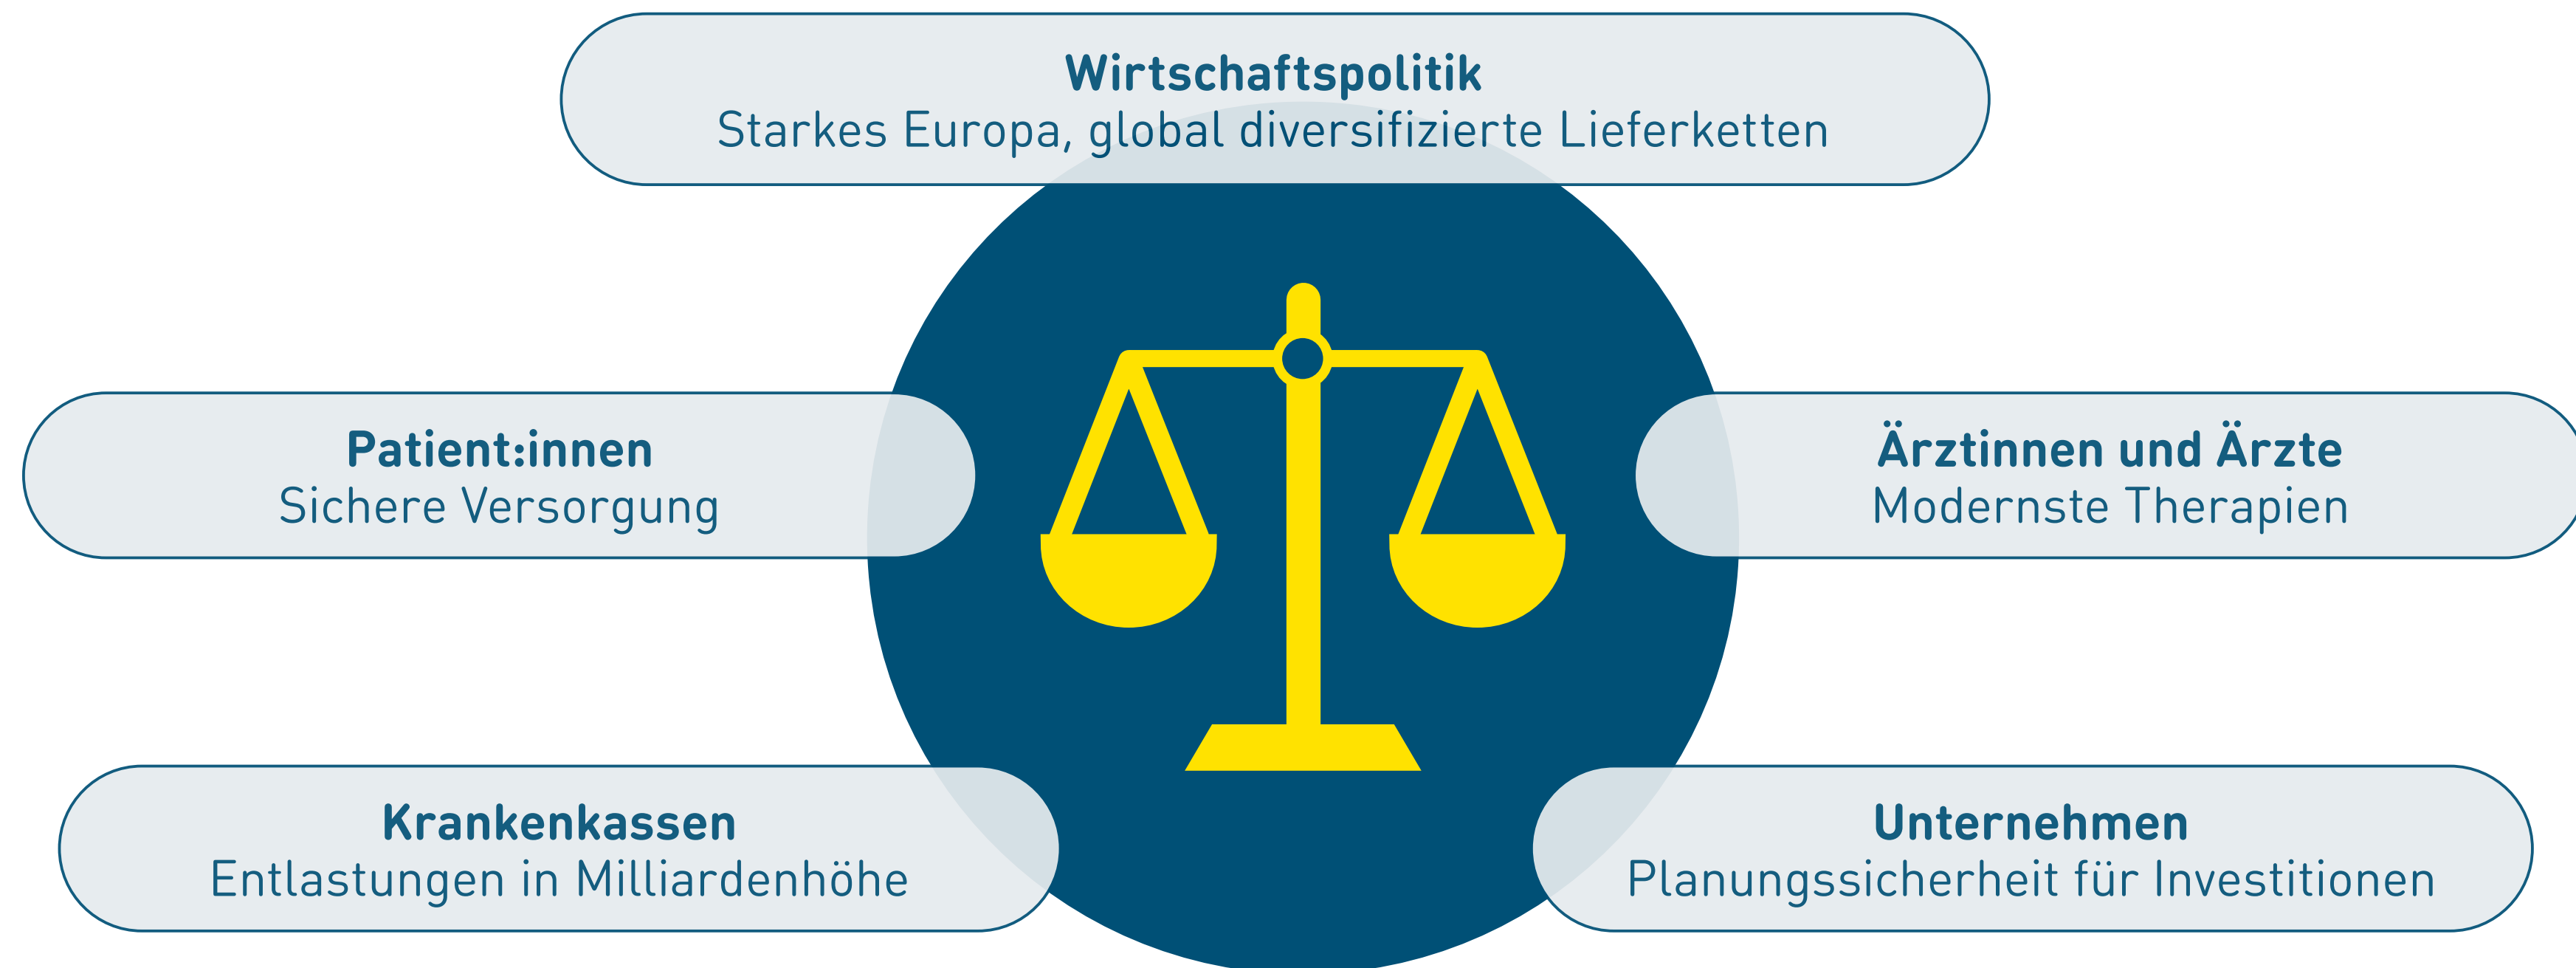 Wirtschaftspolitik
Starkes Europa, global diversifizierte Lieferketten
Patient:innen
Sichere Versorgung
Ärztinnen und Ärzte
Modernste Therapien
Krankenkassen
Entlastungen in Milliardenhöhe
Unternehmen
Planungssicherheit für Investitionen